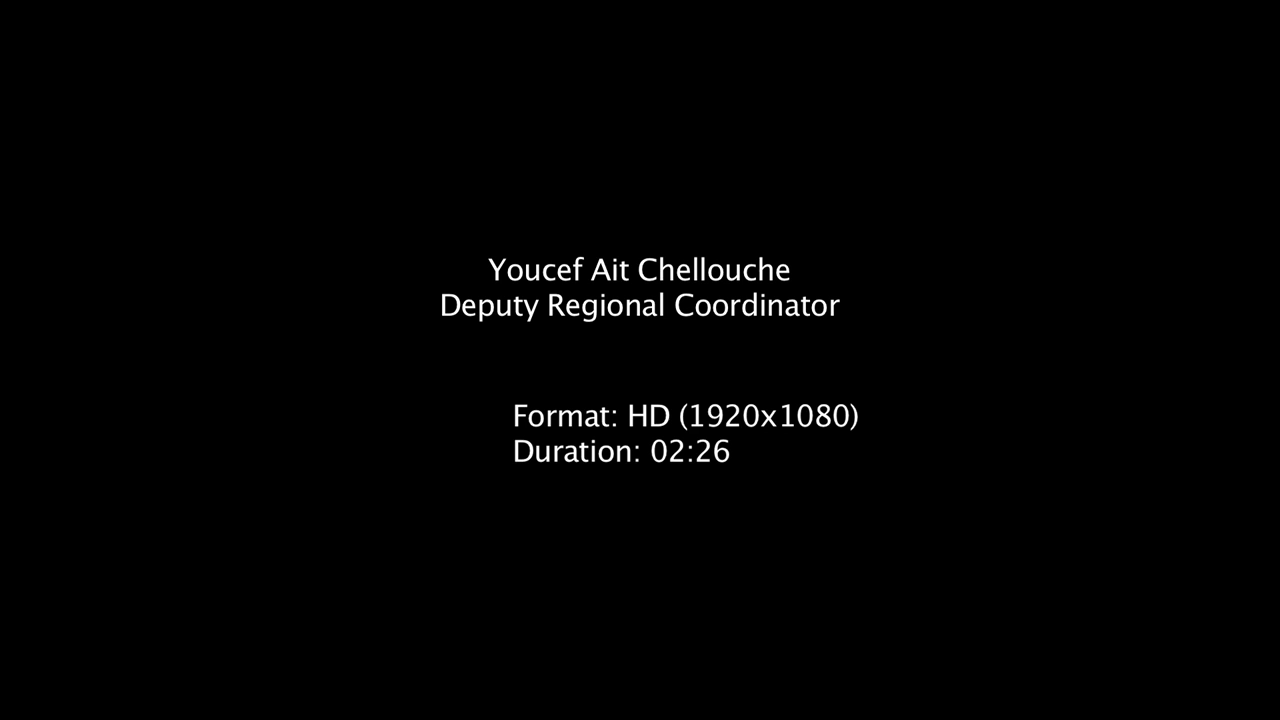 Youcef Ait Chellouche
Deputy Regional Coordinator
Format: HD (1920x1080)
Duration: 02:26